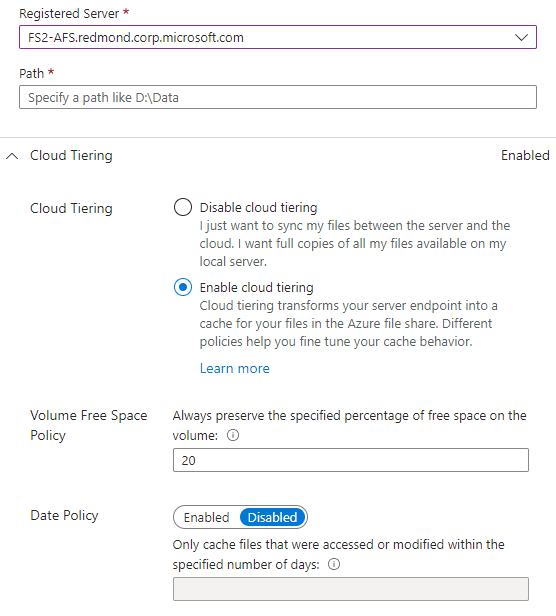 Registered Server *
FS2-AFS.redmond.corp.microsoft.com
Path *
Specify a path like D:\Data
Cloud Tiering
Enabled
Cloud Tiering
Disable cloud tiering
I just want to sync my files between the server and the
cloud. I want full copies of all my files available on my
local server.
Enable cloud tiering
Cloud tiering transforms your server endpoint into a
cache for your files in the Azure file share. Different
policies help you fine tune your cache behavior.
Learn more
Volume Free Space
Policy
Always preserve the specified percentage of free space on the
volume:
20
Date Policy
Enabled
Disabled
Only cache files that were accessed or modified within the
specified number of days: